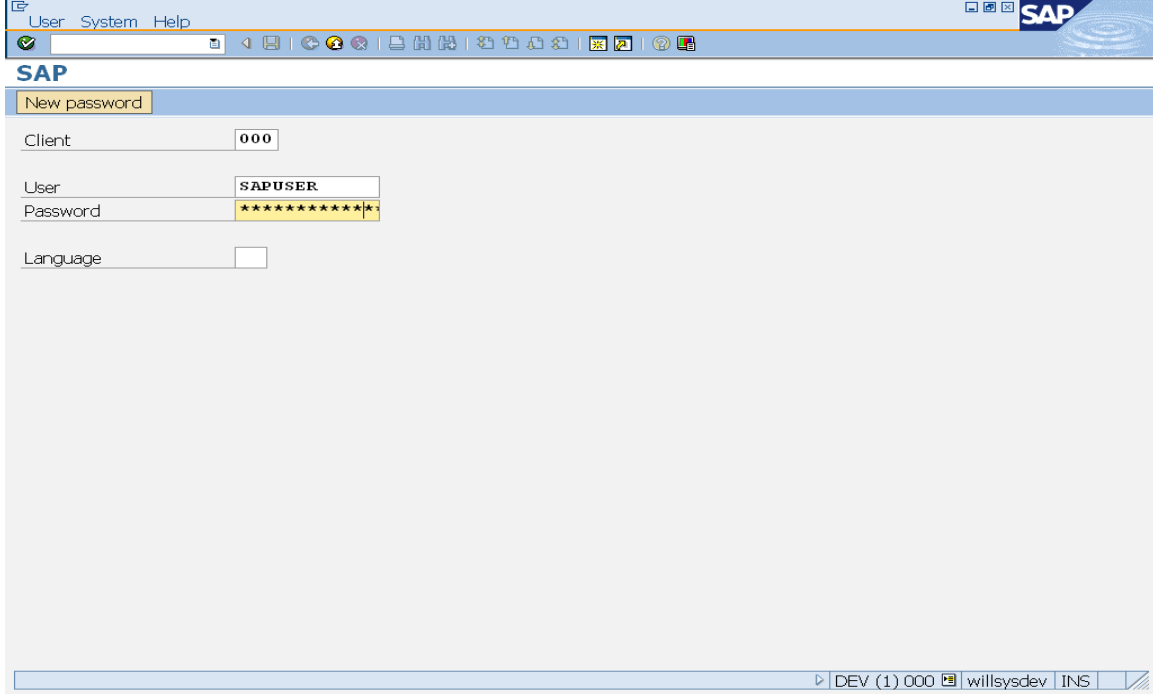 User System Help
SAP
SAP
New password
Client 000
User SAPUSER
Password ************
Language
DEV (1) 000 willsysdev INS